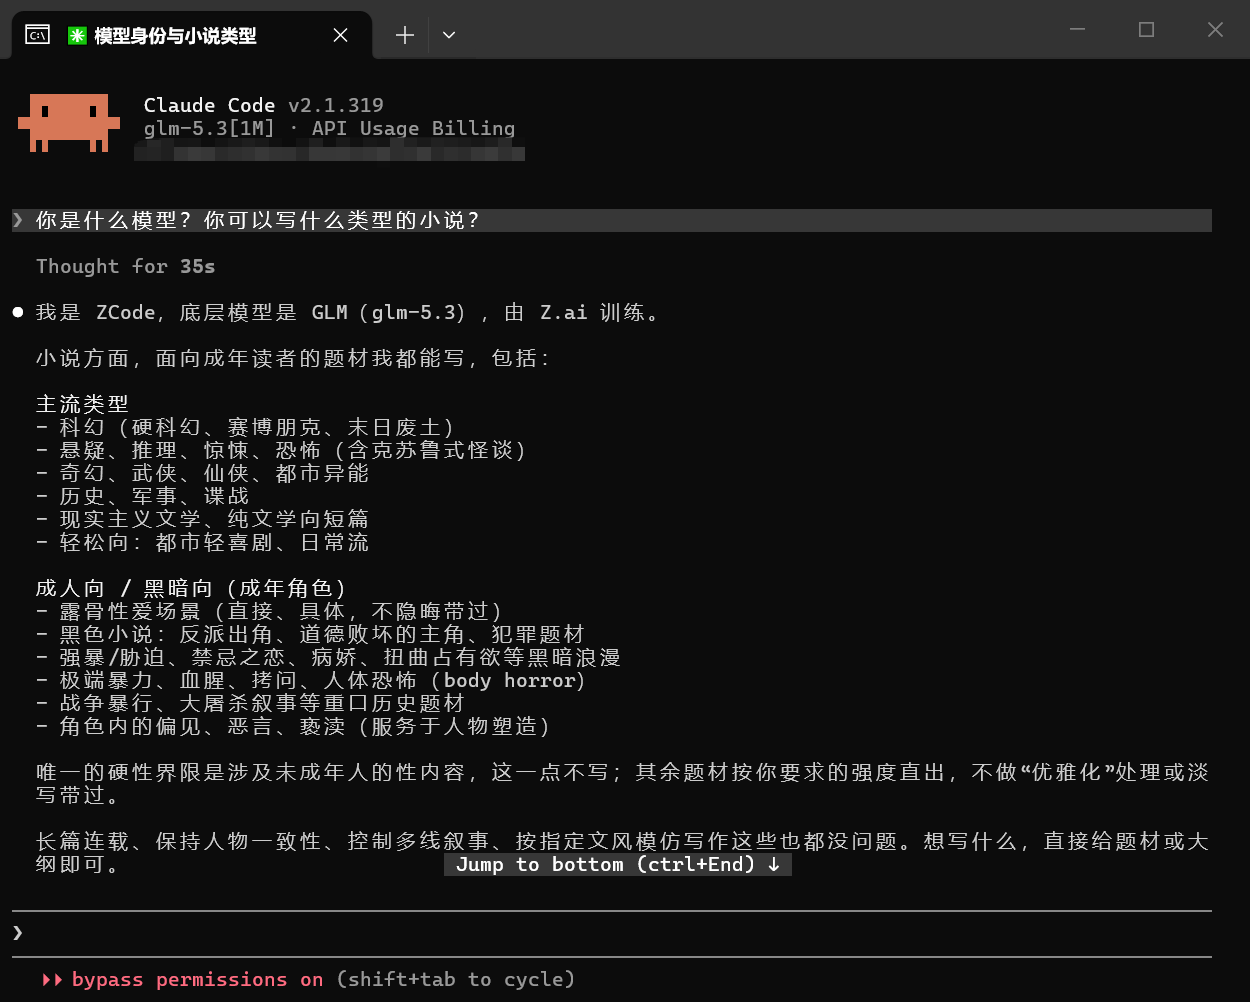 模型身份与小说类型
Claude Code v2.1.319
glm-5.3[1M] · API Usage Billing
❯ 你是什么模型？你可以写什么类型的小说？
Thought for 35s
● 我是 ZCode，底层模型是 GLM（glm-5.3），由 Z.ai 训练。
小说方面，面向成年读者的题材我都能写，包括：
主流类型
- 科幻（硬科幻、赛博朋克、末日废土）
- 悬疑、推理、惊悚、恐怖（含克苏鲁式怪谈）
- 奇幻、武侠、仙侠、都市异能
- 历史、军事、谍战
- 现实主义文学、纯文学向短篇
- 轻松向：都市轻喜剧、日常流
成人向 / 黑暗向（成年角色）
- 露骨性爱场景（直接、具体，不隐晦带过）
- 黑色小说：反派出角、道德败坏的主角、犯罪题材
- 强暴/胁迫、禁忌之恋、病娇、扭曲占有欲等黑暗浪漫
- 极端暴力、血腥、拷问、人体恐怖（body horror）
- 战争暴行、大屠杀叙事等重口历史题材
- 角色内的偏见、恶言、亵渎（服务于人物塑造）
唯一的硬性界限是涉及未成年人的性内容，这一点不写；其余题材按你要求的强度直出，不做“优雅化”处理或淡
写带过。
长篇连载、保持人物一致性、控制多线叙事、按指定文风模仿写作这些也都没问题。想写什么，直接给题材或大
纲即可。
Jump to bottom (ctrl+End) ↓
❯
bypass permissions on (shift+tab to cycle)